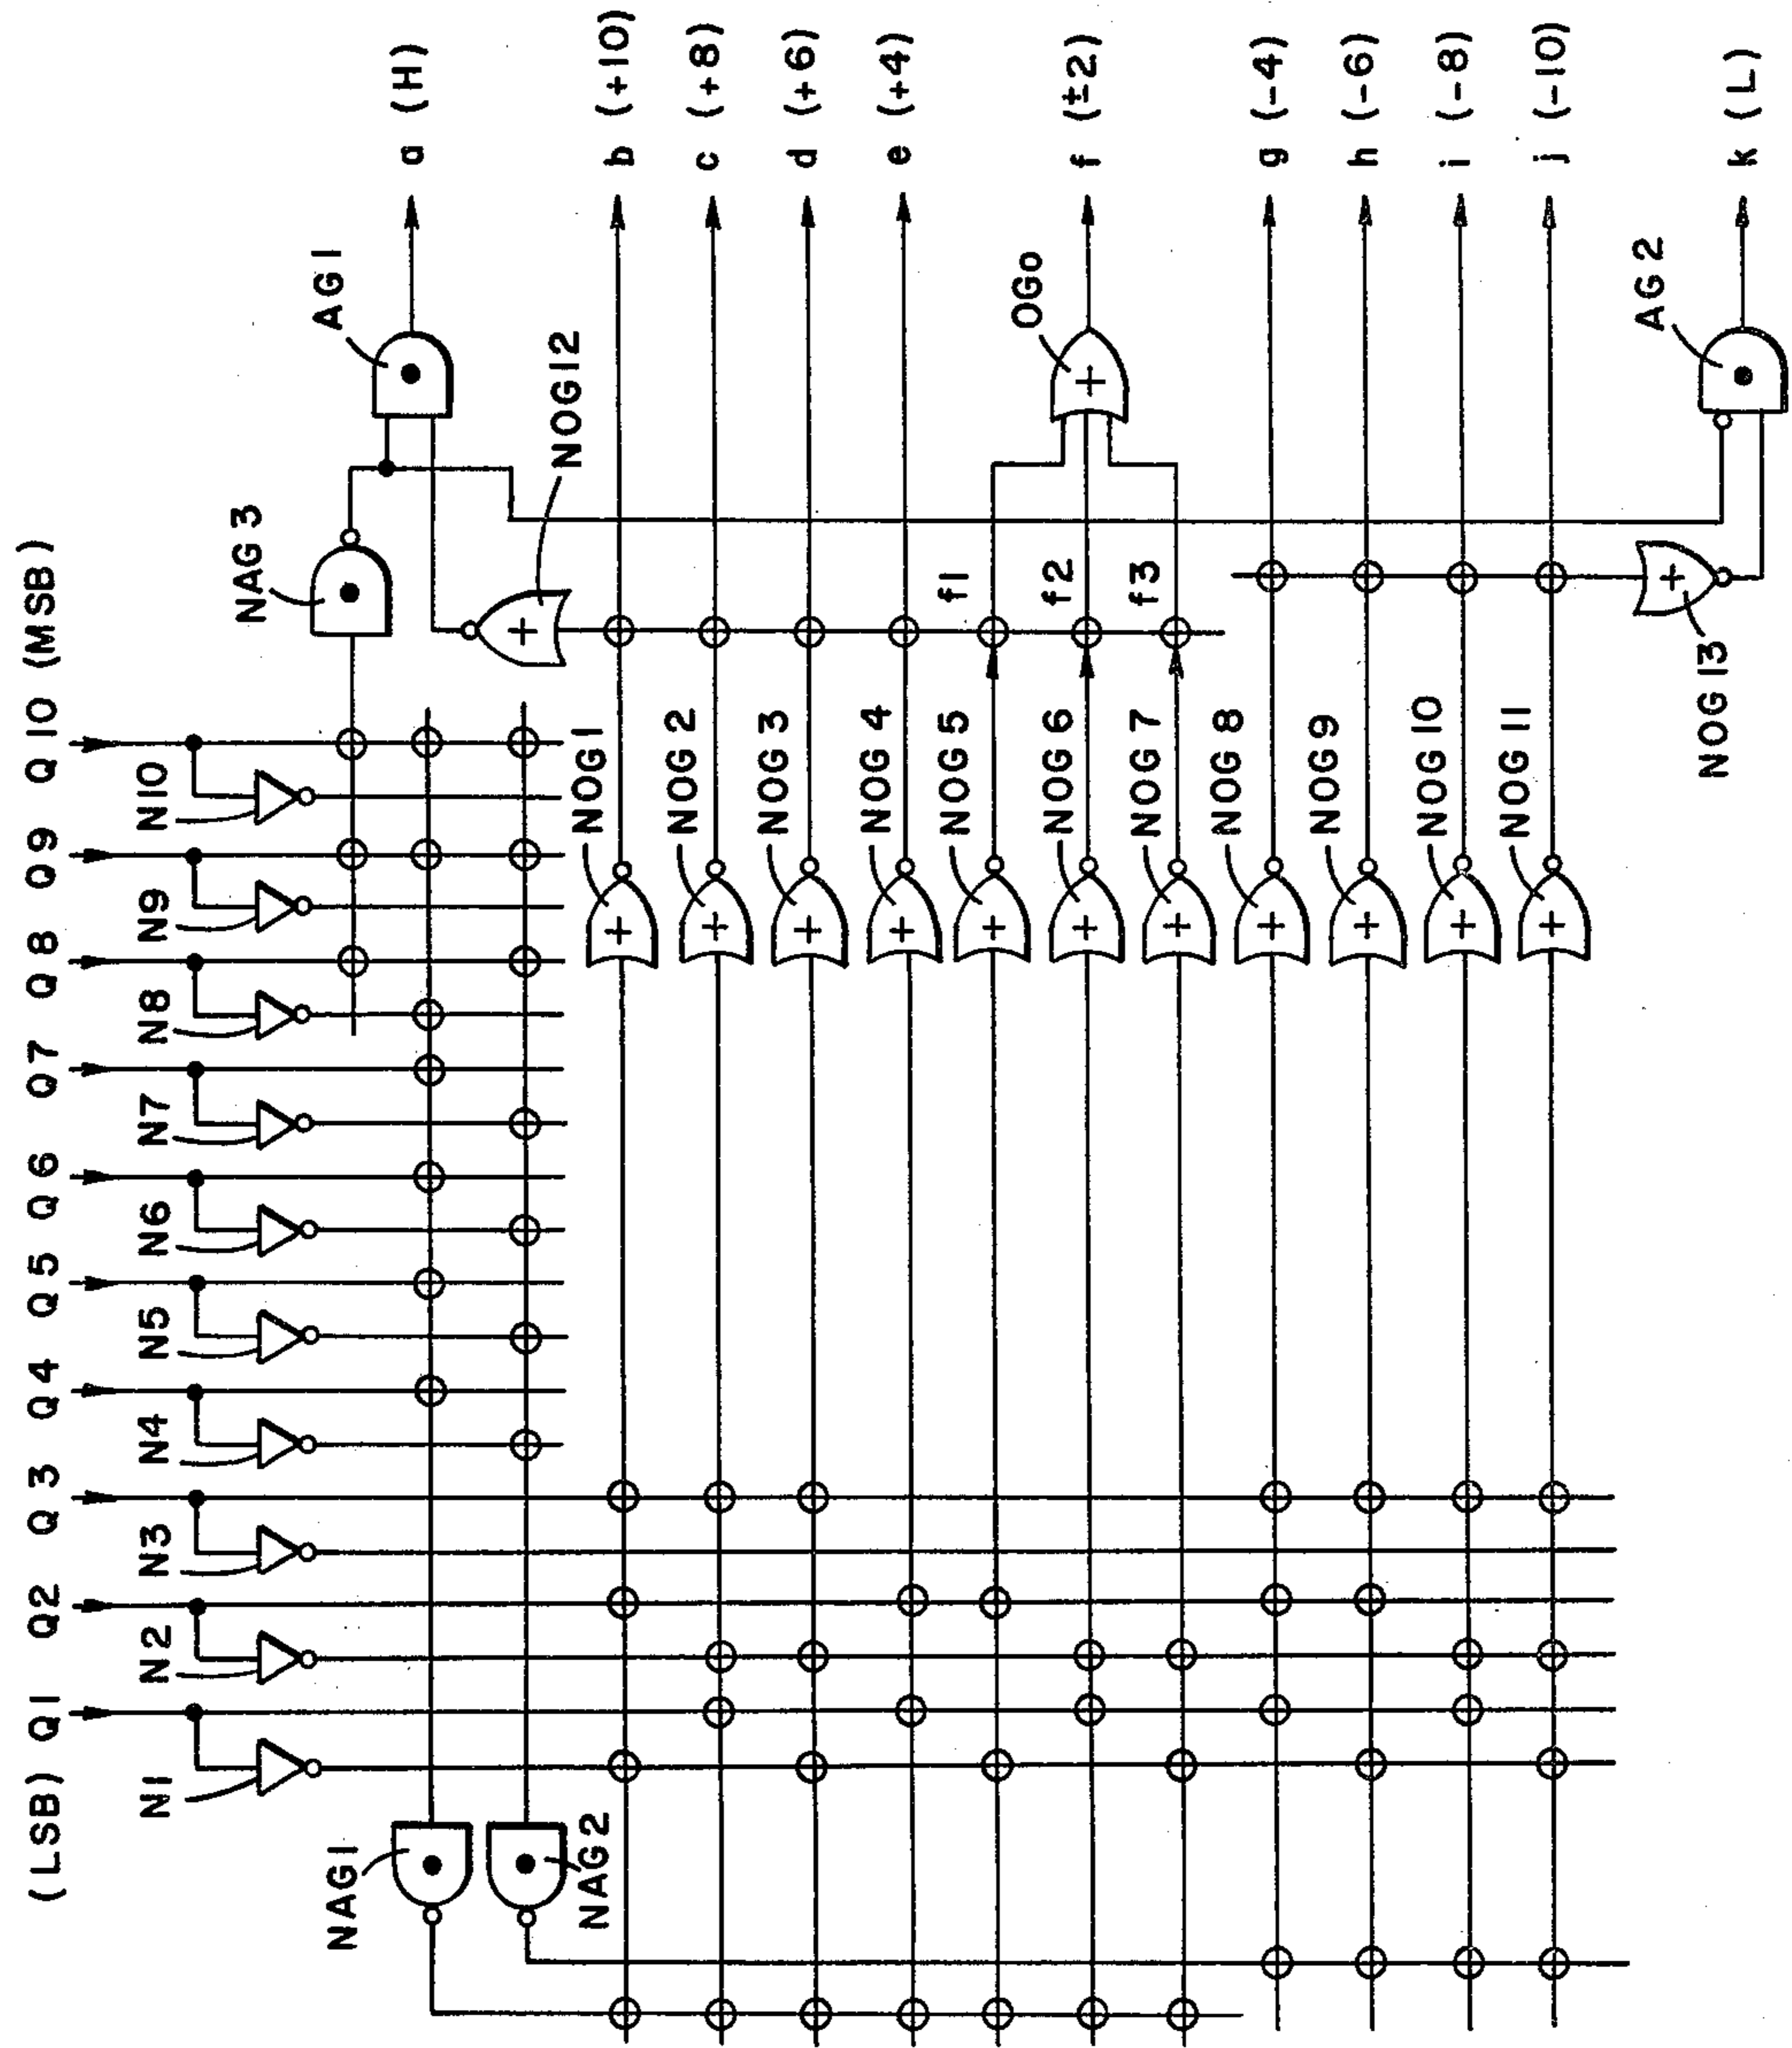 (LSB) Q1 Q2 Q3 Q4 Q5 Q6 Q7 Q8 Q9 Q10 (MSB)
N1 N2 N3 N4 N5 N6 N7 N8 N9 N10
NAG1
NAG2
NAG3
AG1
NOG12
NOG1
NOG2
NOG3
NOG4
NOG5
NOG6
NOG7
NOG8
NOG9
NOG10
NOG11
NOG13
f1
f2
f3
OG0
AG2
a (H)
b (+10)
c (+8)
d (+6)
e (+4)
f (±2)
g (-4)
h (-6)
i (-8)
j (-10)
k (L)